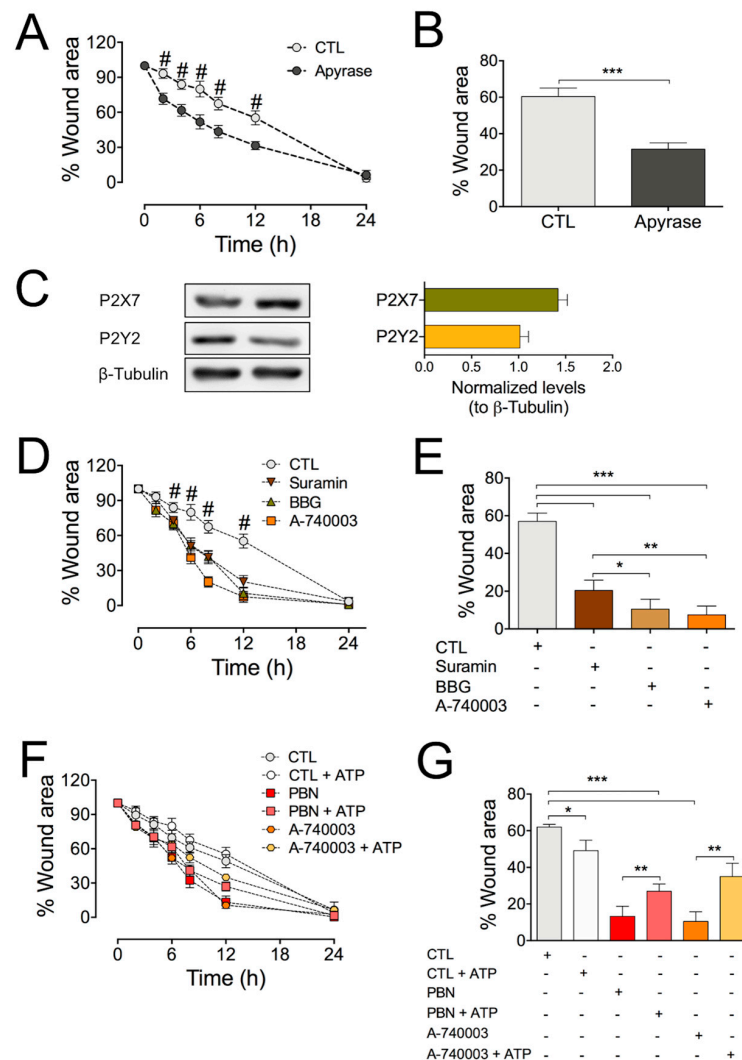 A
% Wound area
120
90
60
30
0
# # # # #
CTL
Apyrase
0 6 12 18 24
Time (h)
B
% Wound area
80
60
40
20
0
***
CTL Apyrase
C
P2X7
P2Y2
β-Tubulin
P2X7
P2Y2
0.0 0.5 1.0 1.5 2.0
Normalized levels
(to β-Tubulin)
D
% Wound area
120
90
60
30
0
# # # #
CTL
Suramin
BBG
A-740003
0 6 12 18 24
Time (h)
E
% Wound area
80
60
40
20
0
***
**
*
CTL + - - -
Suramin - + - -
BBG - - + -
A-740003 - - - +
F
% Wound area
120
90
60
30
0
CTL
CTL + ATP
PBN
PBN + ATP
A-740003
A-740003 + ATP
0 6 12 18 24
Time (h)
G
% Wound area
80
60
40
20
0
***
*
**
**
CTL + - - - - -
CTL + ATP - + - - - -
PBN - - + - - -
PBN + ATP - - - + - -
A-740003 - - - - + -
A-740003 + ATP - - - - - +